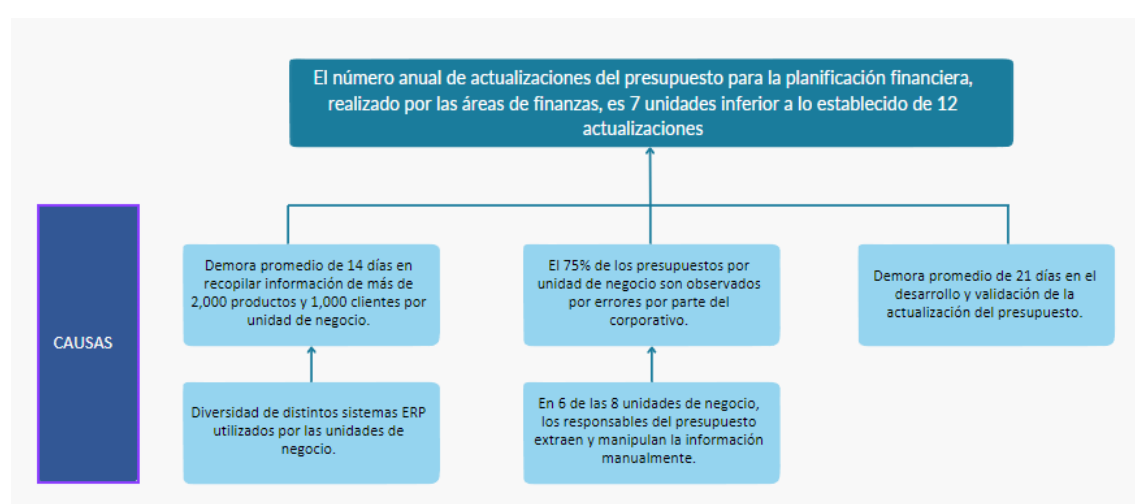 El número anual de actualizaciones del presupuesto para la planificación financiera,
realizado por las áreas de finanzas, es 7 unidades inferior a lo establecido de 12
actualizaciones
CAUSAS
Demora promedio de 14 días en
recopilar información de más de
2,000 productos y 1,000 clientes por
unidad de negocio.
El 75% de los presupuestos por
unidad de negocio son observados
por errores por parte del
corporativo.
Demora promedio de 21 días en el
desarrollo y validación de la
actualización del presupuesto.
Diversidad de distintos sistemas ERP
utilizados por las unidades de
negocio.
En 6 de las 8 unidades de negocio,
los responsables del presupuesto
extraen y manipulan la información
manualmente.